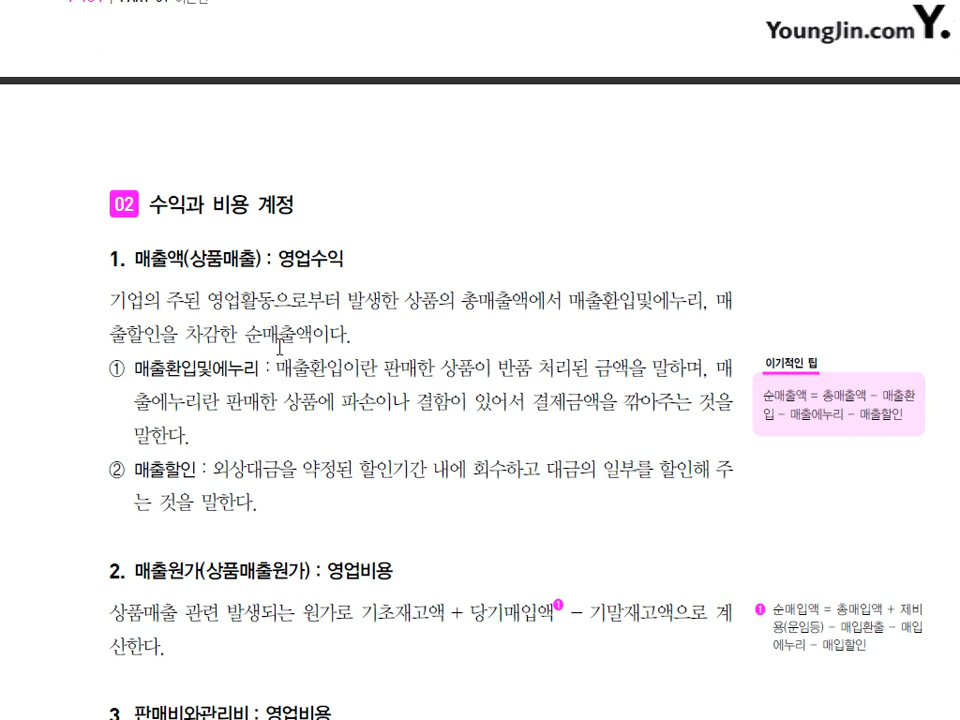 YoungJin.com Y.
02 수익과 비용 계정
1. 매출액(상품매출) : 영업수익
기업의 주된 영업활동으로부터 발생한 상품의 총매출액에서 매출환입및에누리, 매
출할인을 차감한 순매출액이다.
① 매출환입및에누리 : 매출환입이란 판매한 상품이 반품 처리된 금액을 말하며, 매
출에누리란 판매한 상품에 파손이나 결함이 있어서 결제금액을 깎아주는 것을
말한다.
② 매출할인 : 외상대금을 약정된 할인기간 내에 회수하고 대금의 일부를 할인해 주
는 것을 말한다.
이기적인 팁
순매출액 = 총매출액 - 매출환
입 - 매출에누리 - 매출할인
2. 매출원가(상품매출원가) : 영업비용
상품매출 관련 발생되는 원가로 기초재고액 + 당기매입액❶ - 기말재고액으로 계
산한다.
❶ 순매입액 = 총매입액 + 제비
용(운임등) - 매입환출 - 매입
에누리 - 매입할인
3. 판매비와관리비 : 영업비용